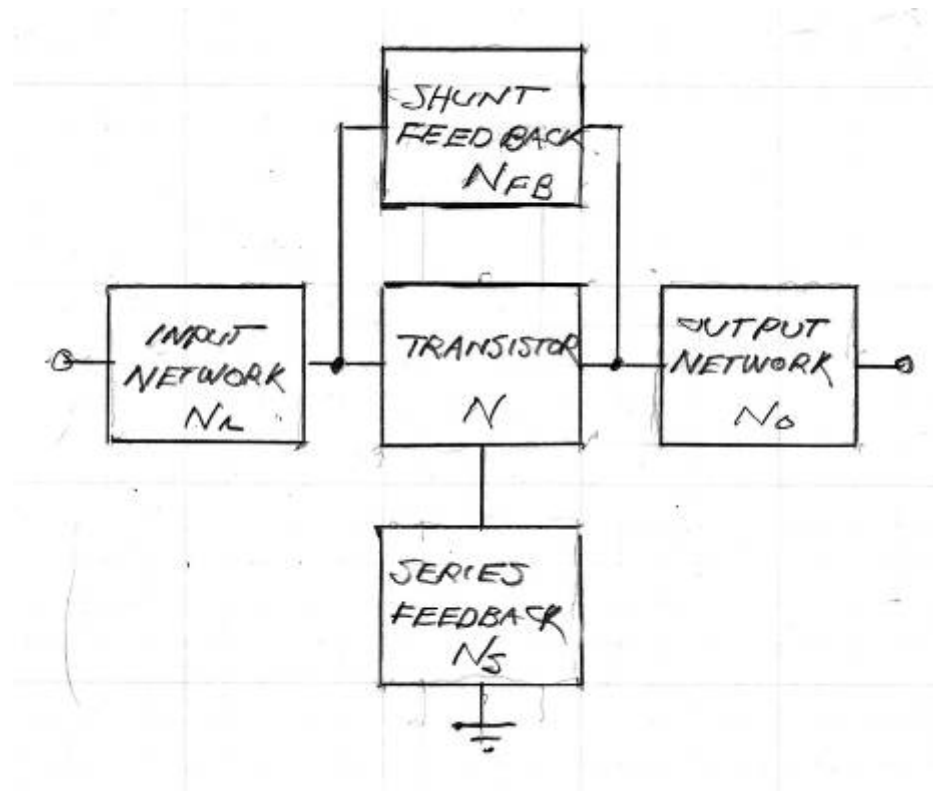 SHUNT
FEEDBACK
NFB
INPUT
NETWORK
Ni
TRANSISTOR
N
OUTPUT
NETWORK
No
SERIES
FEEDBACK
NS